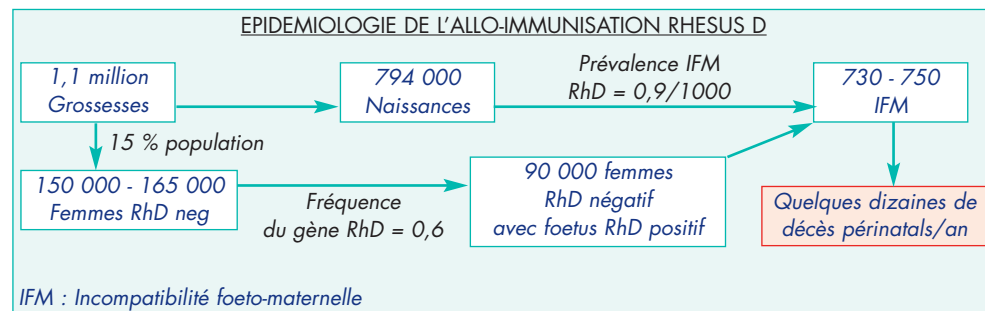 EPIDEMIOLOGIE DE L'ALLO-IMMUNISATION RHESUS D
1,1 million
Grossesses
794 000
Naissances
Prévalence IFM
RhD = 0,9/1000
730 - 750
IFM
15 % population
150 000 - 165 000
Femmes RhD neg
Fréquence
du gène RhD = 0,6
90 000 femmes
RhD négatif
avec foetus RhD positif
Quelques dizaines de
décès périnatals/an
IFM : Incompatibilité foeto-maternelle